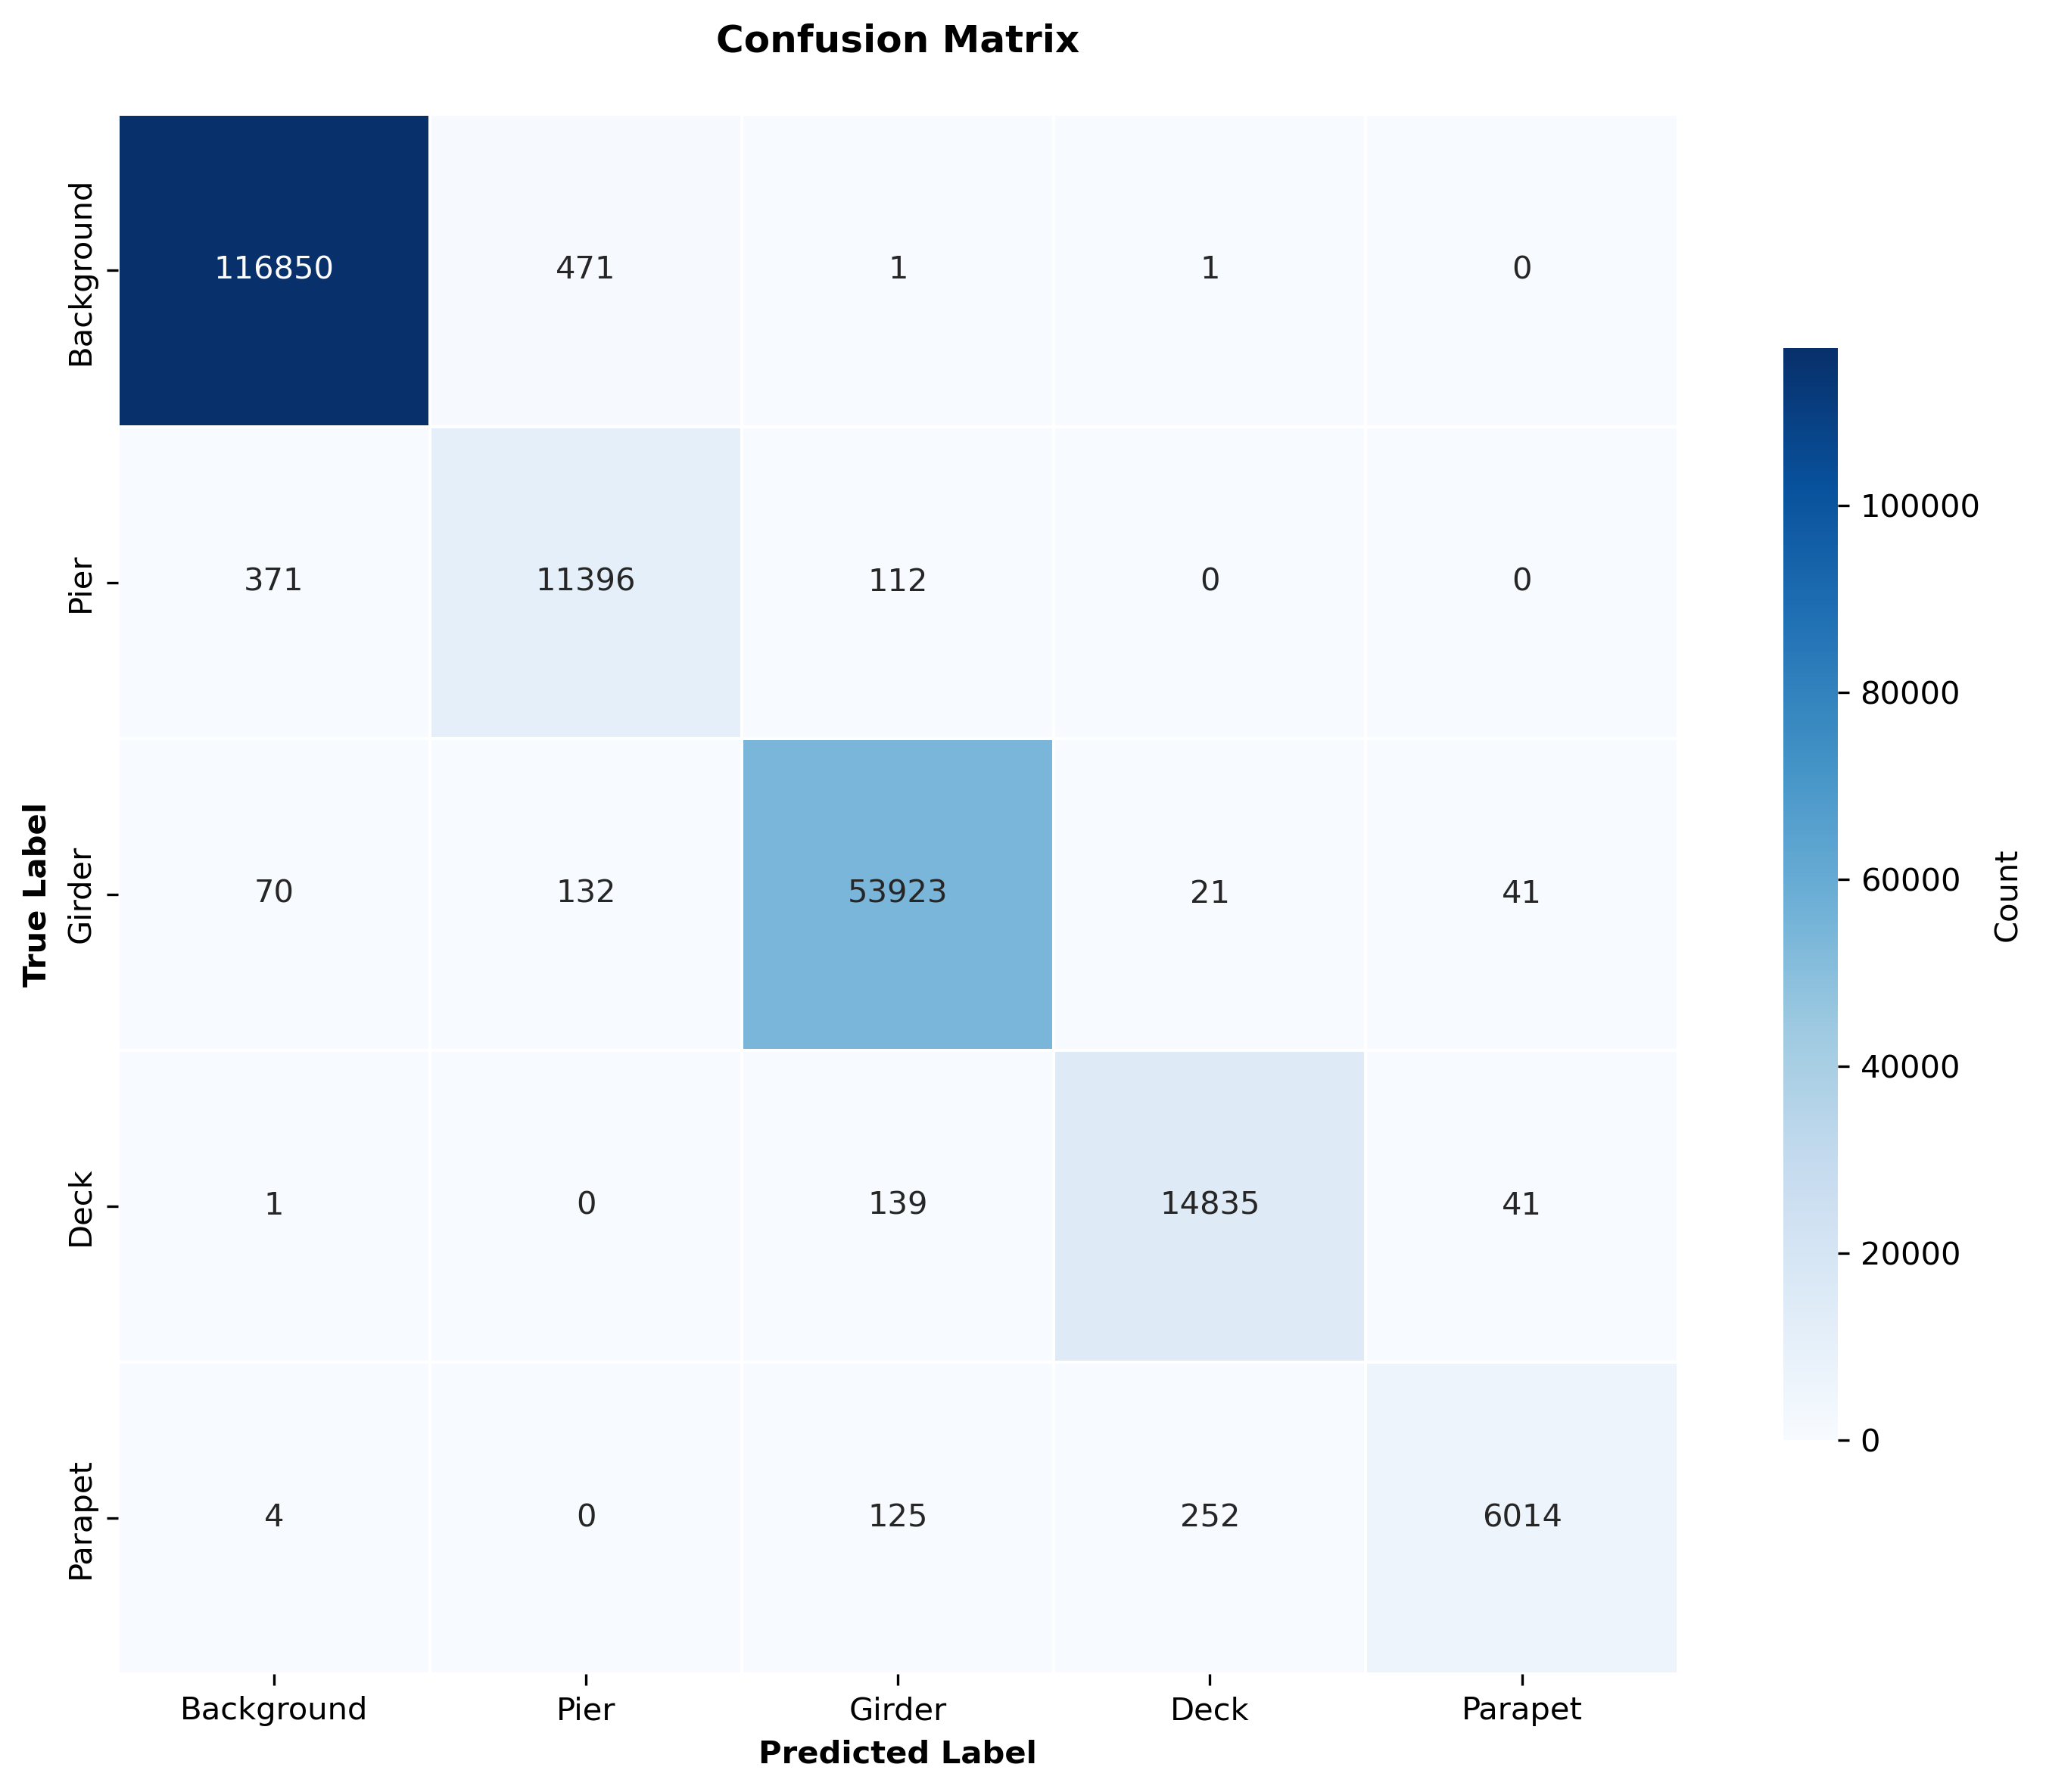 Confusion Matrix
True Label
Background
116850 471 1 1 0
Pier
371 11396 112 0 0
Girder
70 132 53923 21 41
Deck
1 0 139 14835 41
Parapet
4 0 125 252 6014
Background Pier Girder Deck Parapet
Predicted Label
100000
80000
60000
40000
20000
0
Count